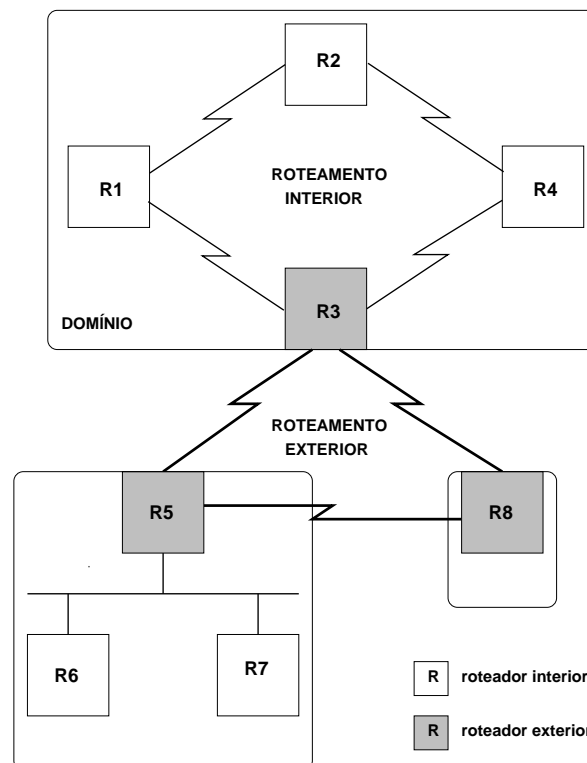 R2
R1
ROTEAMENTO
INTERIOR
R4
R3
DOMÍNIO
ROTEAMENTO
EXTERIOR
R5
R8
R6
R7
R roteador interior
R roteador exterior